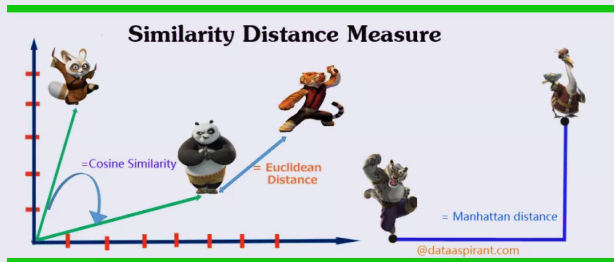 Similarity Distance Measure
=Cosine Similarity
= Euclidean
Distance
= Manhattan distance
@dataaspirant.com